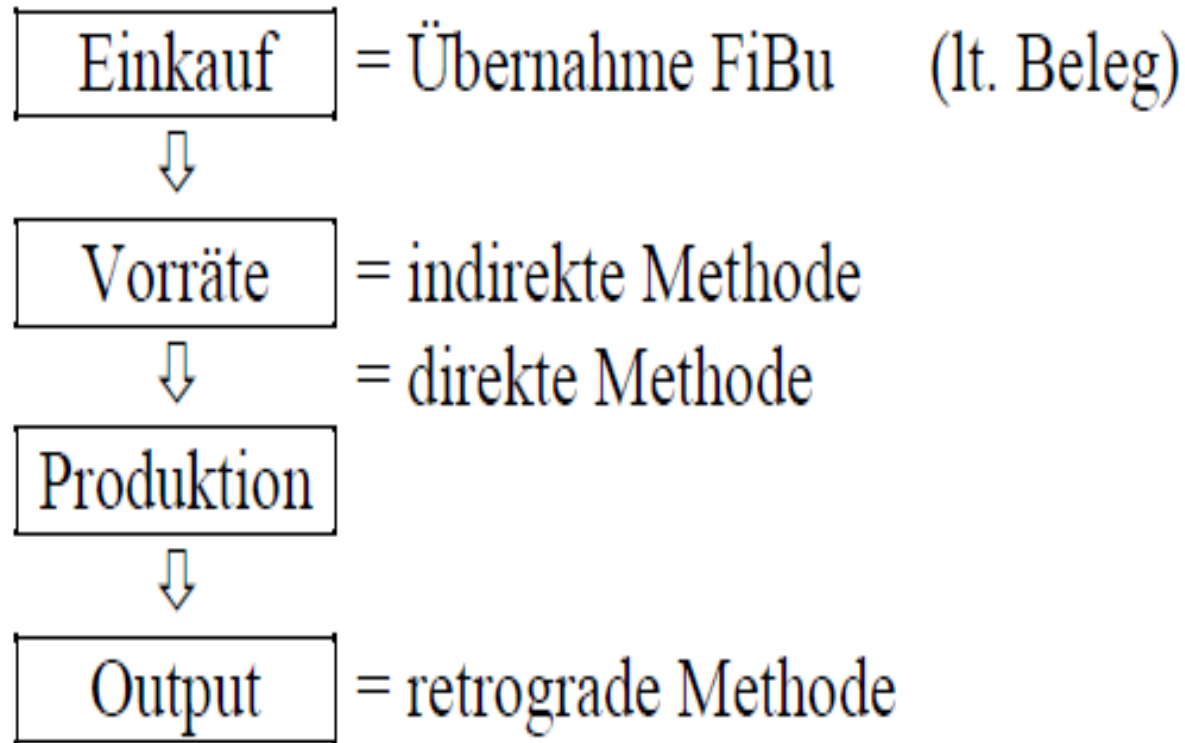 Einkauf = Übernahme FiBu (lt. Beleg)
Vorräte = indirekte Methode
= direkte Methode
Produktion
Output = retrograde Methode